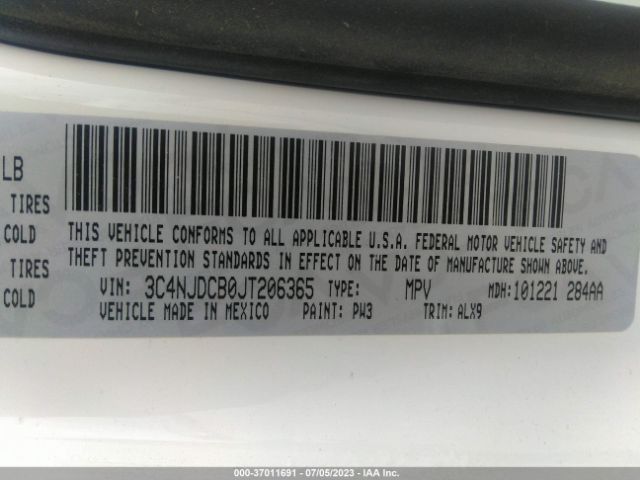 LB
TIRES
COLD
TIRES
COLD
THIS VEHICLE CONFORMS TO ALL APPLICABLE U.S.A. FEDERAL MOTOR VEHICLE SAFETY AND
THEFT PREVENTION STANDARDS IN EFFECT ON THE DATE OF MANUFACTURE SHOWN ABOVE.
VIN: 3C4NJDCB0JT206365 TYPE: MPV MDH:101221 284AA
VEHICLE MADE IN MEXICO PAINT: PW3 TRIM: ALX9
000-37011691 / 07/05/2023 - IAA Inc.